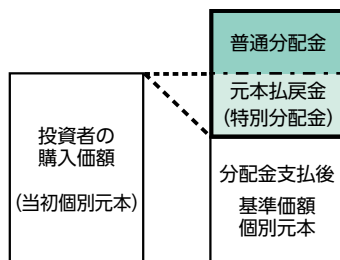 普通分配金
元本払戻金
(特別分配金)
投資者の
購入価額
(当初個別元本)
分配金支払後
基準価額
個別元本